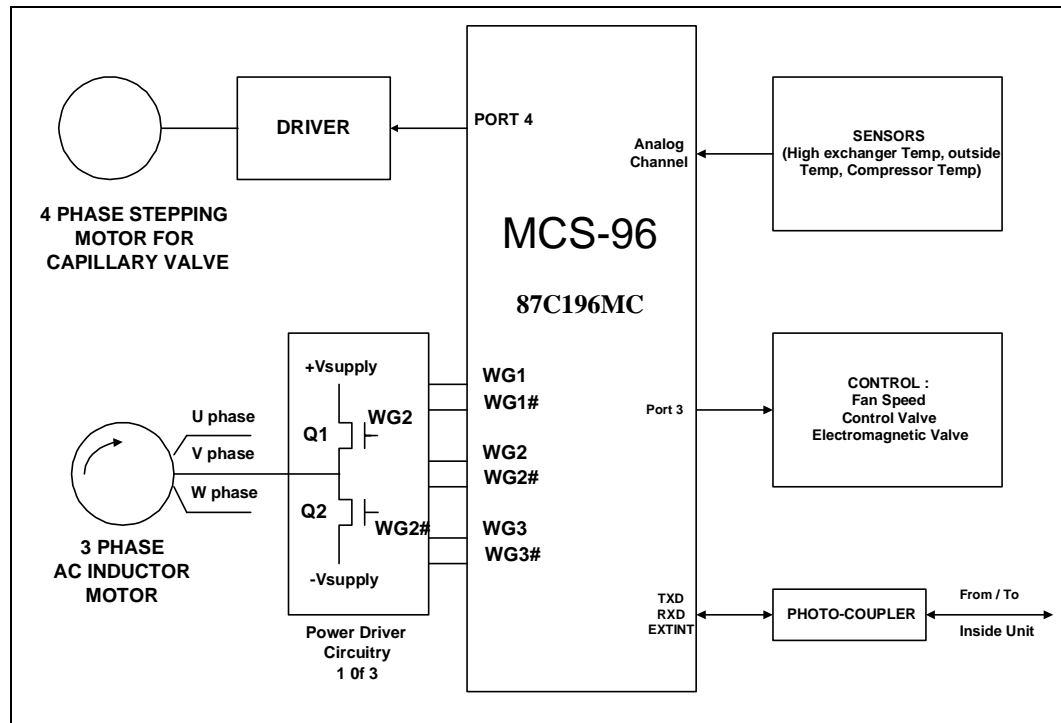 DRIVER
4 PHASE STEPPING
MOTOR FOR
CAPILLARY VALVE
PORT 4
Analog
Channel
SENSORS
(High exchanger Temp, outside
Temp, Compressor Temp)
MCS-96
87C196MC
+Vsupply
WG2
Q1
Q2
WG2#
-Vsupply
U phase
V phase
W phase
3 PHASE
AC INDUCTOR
MOTOR
Power Driver
Circuitry
1 0f 3
WG1
WG1#
WG2
WG2#
WG3
WG3#
Port 3
CONTROL :
Fan Speed
Control Valve
Electromagnetic Valve
TXD
RXD
EXTINT
PHOTO-COUPLER
From / To
Inside Unit